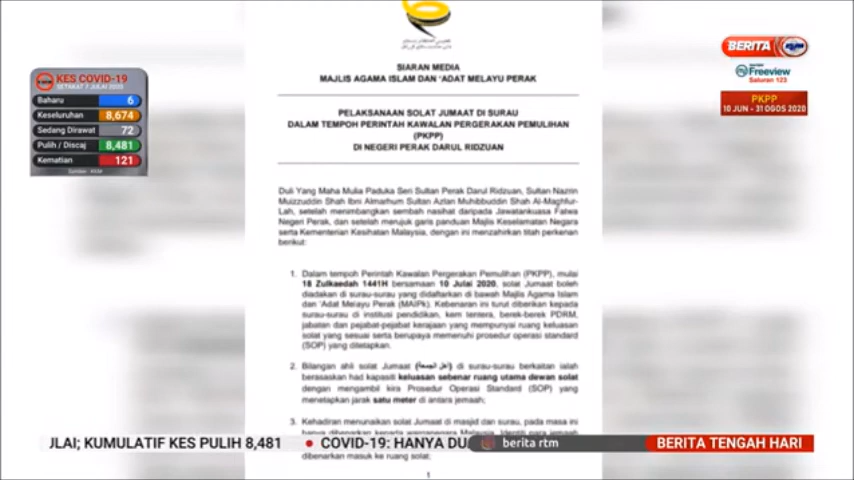 SIARAN MEDIA
MAJLIS AGAMA ISLAM DAN 'ADAT MELAYU PERAK
PELAKSANAAN SOLAT JUMAAT DI SURAU
DALAM TEMPOH PERINTAH KAWALAN PERGERAKAN PEMULIHAN
(PKPP)
DI NEGERI PERAK DARUL RIDZUAN
Duli Yang Maha Mulia Paduka Seri Sultan Perak Darul Ridzuan, Sultan Nazrin
Muizzuddin Shah Ibni Almarhum Sultan Azlan Muhibbuddin Shah Al-Maghfur-
Lah, setelah menimbangkan sembah nasihat daripada Jawatankuasa Fatwa
Negeri Perak, dan setelah merujuk garis panduan Majlis Keselamatan Negara
serta Kementerian Kesihatan Malaysia, dengan ini menzahirkan titah perkenan
berikut:
1. Dalam tempoh Perintah Kawalan Pergerakan Pemulihan (PKPP), mulai
18 Zulkaedah 1441H bersamaan 10 Julai 2020, solat Jumaat boleh
diadakan di surau-surau yang didaftarkan di bawah Majlis Agama Islam
dan 'Adat Melayu Perak (MAIPk). Kebenaran ini turut diberikan kepada
surau-surau di institusi pendidikan, kem tentera, berek-berek PDRM,
jabatan dan pejabat-pejabat kerajaan yang mempunyai ruang keluasan
solat yang sesuai serta berupaya memenuhi prosedur operasi standard
(SOP) yang ditetapkan.
2. Bilangan ahli solat Jumaat (أهل الجمعة) di surau-surau berkaitan ialah
berasaskan had kapasiti keluasan sebenar ruang utama dewan solat
dengan mengambil kira Prosedur Operasi Standard (SOP) yang
menetapkan jarak satu meter di antara jemaah;
3. Kehadiran menunaikan solat Jumaat di masjid dan surau, pada masa ini
dibenarkan masuk ke ruang solat.
1
KES COVID-19
SETAKAT 7 JULAI 2020
Baharu 6
Keseluruhan 8,674
Sedang Dirawat 72
Pulih / Discaj 8,481
Kematian 121
Sumber : KKM
BERITA
Freeview
Saluran 123
PKPP
10 JUN - 31 OGOS 2020
ULAI; KUMULATIF KES PULIH 8,481 • COVID-19: HANYA DU
berita rtm
BERITA TENGAH HARI